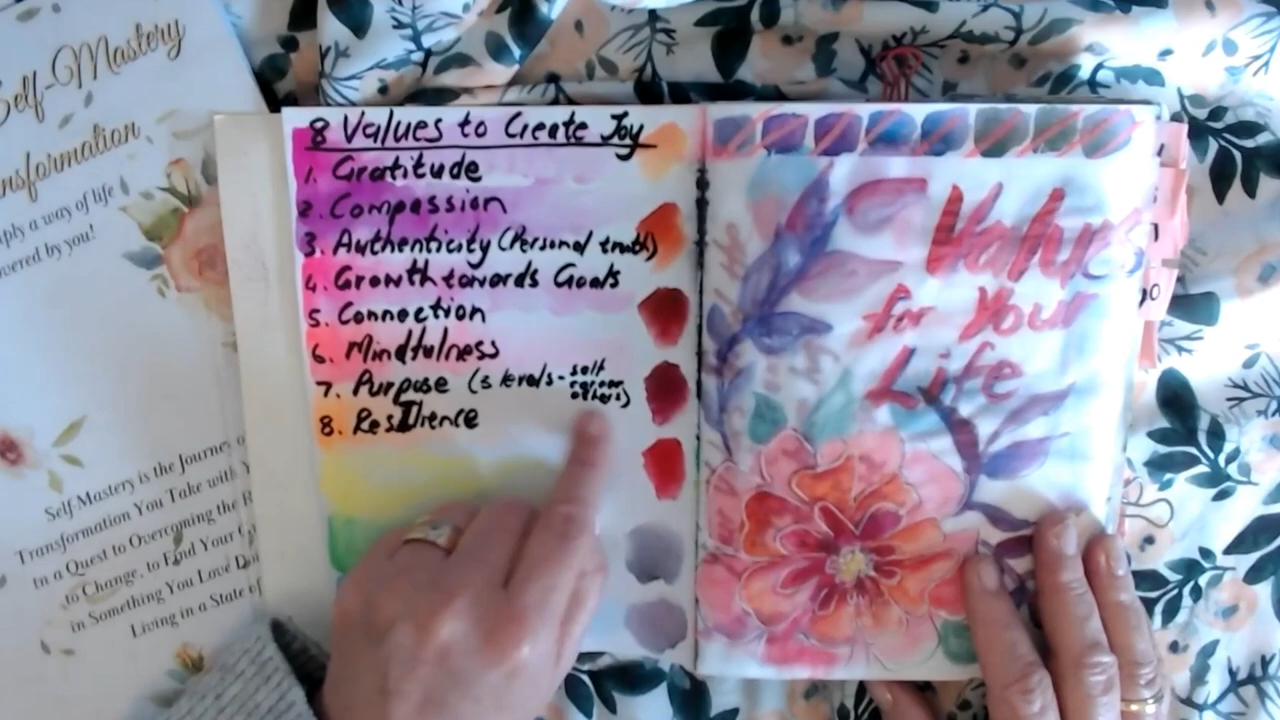 Self-Mastery
ply a way of life
vered by you!
Self-Mastery is the Journey
Transformation You Take with
in a Quest to Overcoming the
to Change, to Find Your
in Something You Love
Living in a State of
8 Values to Create Joy
1. Gratitude
2. Compassion
3. Authenticity (Personal truth)
4. Growth towards Goals
5. Connection
6. Mindfulness
7. Purpose (3 levels - self
career
others)
8. Resilience
Values
for Your
Life